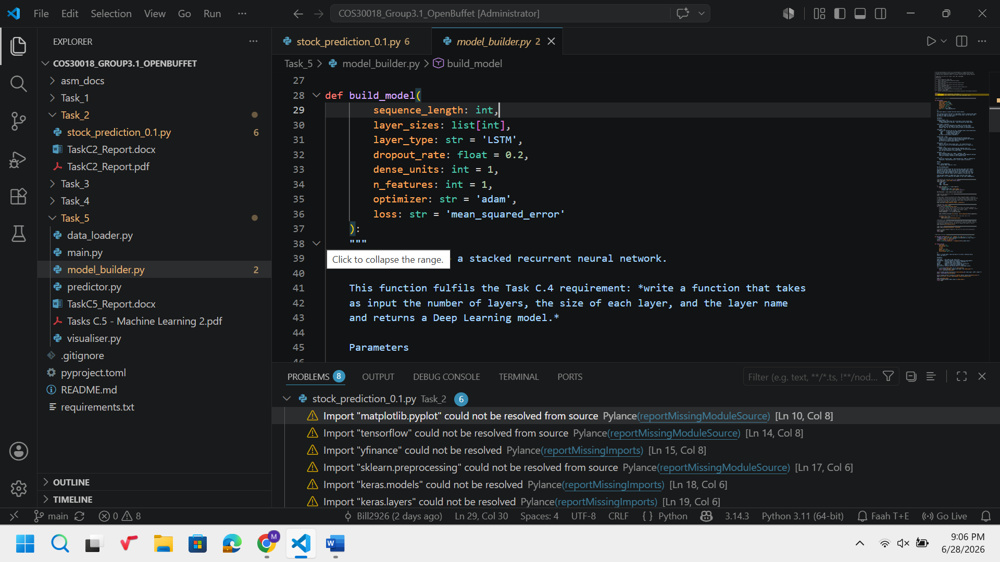 File Edit Selection View Go Run ···
COS30018_Group3.1_OpenBuffet [Administrator]
EXPLORER
COS30018_GROUP3.1_OPENBUFFET
asm_docs
Task_1
Task_2
stock_prediction_0.1.py 6
TaskC2_Report.docx
TaskC2_Report.pdf
Task_3
Task_4
Task_5
data_loader.py
main.py
model_builder.py 2
predictor.py
TaskC5_Report.docx
Tasks C.5 - Machine Learning 2.pdf
visualiser.py
.gitignore
pyproject.toml
README.md
requirements.txt
OUTLINE
TIMELINE
stock_prediction_0.1.py 6
model_builder.py 2
Task_5 > model_builder.py > build_model
27
28 def build_model(
29 sequence_length: int,
30 layer_sizes: list[int],
31 layer_type: str = 'LSTM',
32 dropout_rate: float = 0.2,
33 dense_units: int = 1,
34 n_features: int = 1,
35 optimizer: str = 'adam',
36 loss: str = 'mean_squared_error'
37 ):
38 """
39 a stacked recurrent neural network.
Click to collapse the range.
40
41 This function fulfils the Task C.4 requirement: *write a function that takes
42 as input the number of layers, the size of each layer, and the layer name
43 and returns a Deep Learning model.*
44
45 Parameters
46
PROBLEMS 8 OUTPUT DEBUG CONSOLE TERMINAL PORTS
Filter (e.g. text, **/*.ts, !**/nod...
stock_prediction_0.1.py Task_2 6
Import "matplotlib.pyplot" could not be resolved from source Pylance(reportMissingModuleSource) [Ln 10, Col 8]
Import "tensorflow" could not be resolved from source Pylance(reportMissingModuleSource) [Ln 14, Col 8]
Import "yfinance" could not be resolved Pylance(reportMissingImports) [Ln 15, Col 8]
Import "sklearn.preprocessing" could not be resolved from source Pylance(reportMissingModuleSource) [Ln 17, Col 6]
Import "keras.models" could not be resolved Pylance(reportMissingImports) [Ln 18, Col 6]
Import "keras.layers" could not be resolved Pylance(reportMissingImports) [Ln 19, Col 6]
main 0 8 Bill2926 (2 days ago) Ln 29, Col 30 Spaces: 4 UTF-8 CRLF { } Python 3.14.3 Python 3.11 (64-bit) Faah T+E Go Live
M
W
9:06 PM
6/28/2026